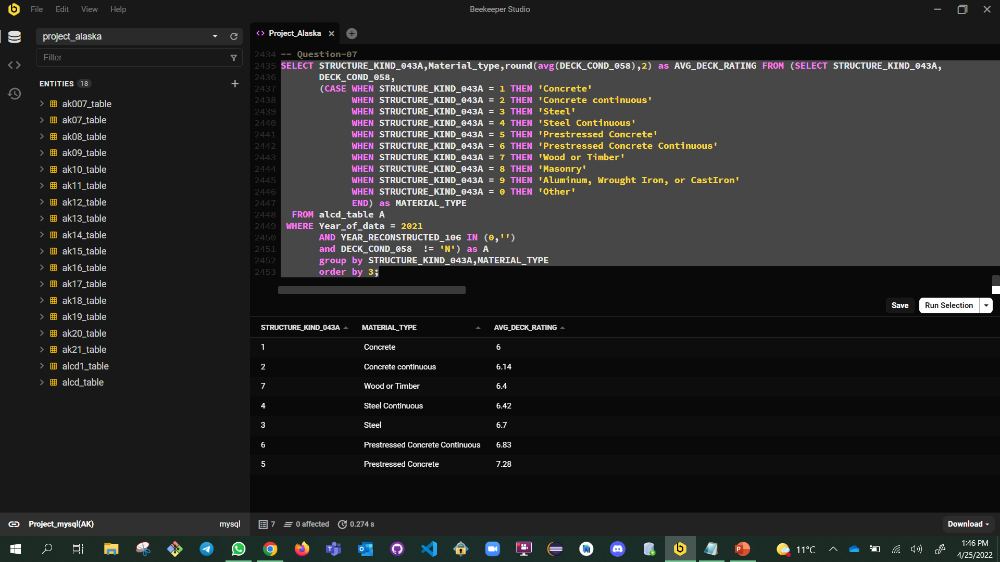 File Edit View Help
Beekeeper Studio
project_alaska
Filter
ENTITIES 18
ak007_table
ak07_table
ak08_table
ak09_table
ak10_table
ak11_table
ak12_table
ak13_table
ak14_table
ak15_table
ak16_table
ak17_table
ak18_table
ak19_table
ak20_table
ak21_table
alcd1_table
alcd_table
Project_mysql(AK) mysql
Project_Alaska
2434 -- Question-07
2435 SELECT STRUCTURE_KIND_043A,Material_type,round(avg(DECK_COND_058),2) as AVG_DECK_RATING FROM (SELECT STRUCTURE_KIND_043A,
2436 DECK_COND_058,
2437 (CASE WHEN STRUCTURE_KIND_043A = 1 THEN 'Concrete'
2438 WHEN STRUCTURE_KIND_043A = 2 THEN 'Concrete continuous'
2439 WHEN STRUCTURE_KIND_043A = 3 THEN 'Steel'
2440 WHEN STRUCTURE_KIND_043A = 4 THEN 'Steel Continuous'
2441 WHEN STRUCTURE_KIND_043A = 5 THEN 'Prestressed Concrete'
2442 WHEN STRUCTURE_KIND_043A = 6 THEN 'Prestressed Concrete Continuous'
2443 WHEN STRUCTURE_KIND_043A = 7 THEN 'Wood or Timber'
2444 WHEN STRUCTURE_KIND_043A = 8 THEN 'Masonry'
2445 WHEN STRUCTURE_KIND_043A = 9 THEN 'Aluminum, Wrought Iron, or CastIron'
2446 WHEN STRUCTURE_KIND_043A = 0 THEN 'Other'
2447 END) as MATERIAL_TYPE
2448 FROM alcd_table A
2449 WHERE Year_of_data = 2021
2450 AND YEAR_RECONSTRUCTED_106 IN (0,'')
2451 and DECK_COND_058 != 'N') as A
2452 group by STRUCTURE_KIND_043A,MATERIAL_TYPE
2453 order by 3;
Save Run Selection
STRUCTURE_KIND_043A MATERIAL_TYPE AVG_DECK_RATING
1 Concrete 6
2 Concrete continuous 6.14
7 Wood or Timber 6.4
4 Steel Continuous 6.42
3 Steel 6.7
6 Prestressed Concrete Continuous 6.83
5 Prestressed Concrete 7.28
7 0 affected 0.274 s
Download
11°C
1:46 PM
4/25/2022